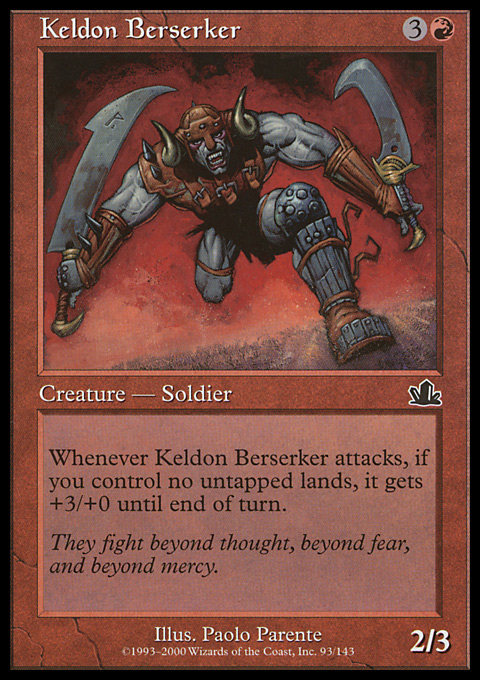 Keldon Berserker 3
Creature — Soldier
Whenever Keldon Berserker attacks, if
you control no untapped lands, it gets
+3/+0 until end of turn.
They fight beyond thought, beyond fear,
and beyond mercy.
Illus. Paolo Parente
©1993–2000 Wizards of the Coast, Inc. 93/143
2/3